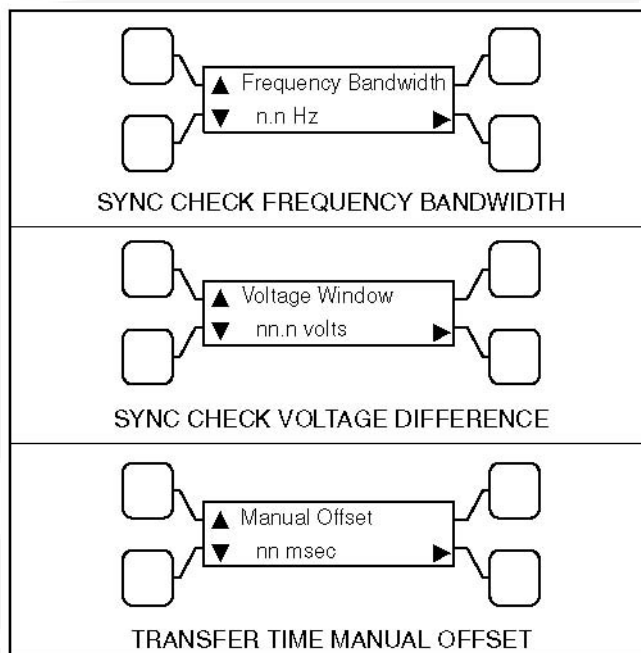 ▲ Frequency Bandwidth
▼ n.n Hz ▶
SYNC CHECK FREQUENCY BANDWIDTH
▲ Voltage Window
▼ nn.n volts ▶
SYNC CHECK VOLTAGE DIFFERENCE
▲ Manual Offset
▼ nn msec ▶
TRANSFER TIME MANUAL OFFSET